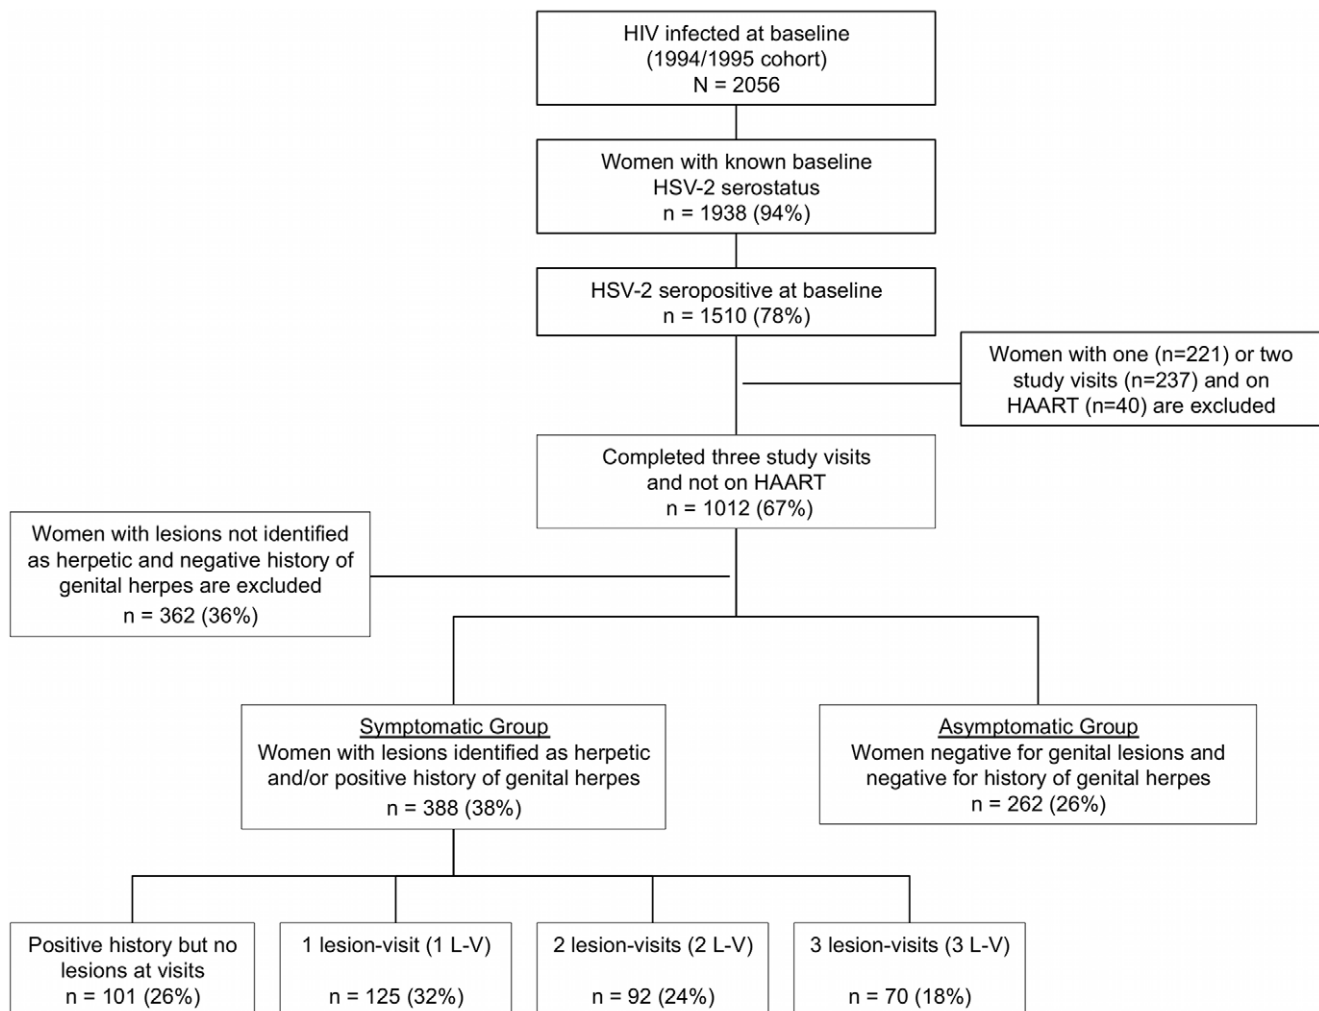 HIV infected at baseline
(1994/1995 cohort)
N = 2056
Women with known baseline
HSV-2 serostatus
n = 1938 (94%)
HSV-2 seropositive at baseline
n = 1510 (78%)
Women with one (n=221) or two
study visits (n=237) and on
HAART (n=40) are excluded
Completed three study visits
and not on HAART
n = 1012 (67%)
Women with lesions not identified
as herpetic and negative history of
genital herpes are excluded
n = 362 (36%)
Symptomatic Group
Women with lesions identified as herpetic
and/or positive history of genital herpes
n = 388 (38%)
Asymptomatic Group
Women negative for genital lesions and
negative for history of genital herpes
n = 262 (26%)
Positive history but no
lesions at visits
n = 101 (26%)
1 lesion-visit (1 L-V)
n = 125 (32%)
2 lesion-visits (2 L-V)
n = 92 (24%)
3 lesion-visits (3 L-V)
n = 70 (18%)